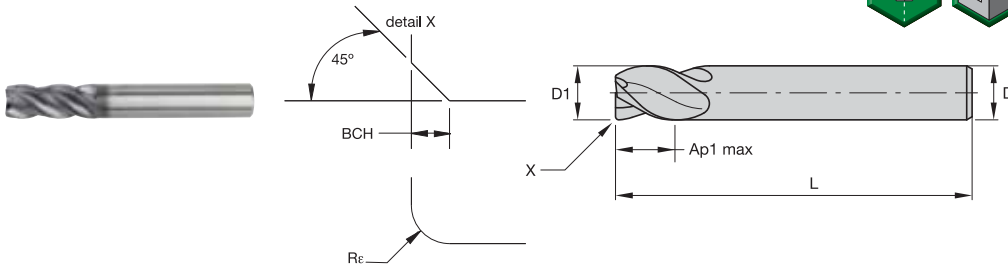 detail X
45°
BCH
Rε
D1
D
X
Ap1 max
L